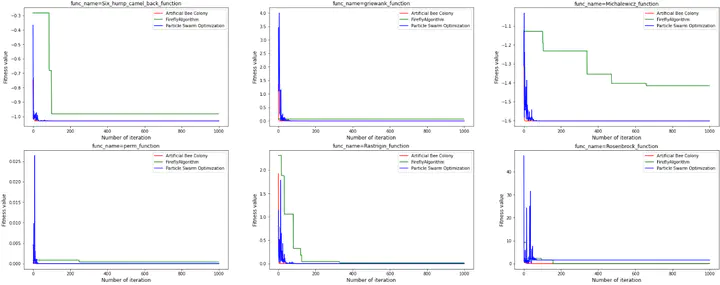 func_name=Six_hump_camel_back_function
Fitness value
−0.3
−0.4
−0.5
−0.6
−0.7
−0.8
−0.9
−1.0
0 200 400 600 800 1000
Number of iteration
Artificial Bee Colony
FireflyAlgorithm
Particle Swarm Optimization
func_name=griewank_function
Fitness value
4.0
3.5
3.0
2.5
2.0
1.5
1.0
0.5
0.0
0 200 400 600 800 1000
Number of iteration
Artificial Bee Colony
FireflyAlgorithm
Particle Swarm Optimization
func_name=Michalewicz_function
Fitness value
−1.1
−1.2
−1.3
−1.4
−1.5
−1.6
0 200 400 600 800 1000
Number of iteration
Artificial Bee Colony
FireflyAlgorithm
Particle Swarm Optimization
func_name=perm_function
Fitness value
0.025
0.020
0.015
0.010
0.005
0.000
0 200 400 600 800 1000
Number of iteration
Artificial Bee Colony
FireflyAlgorithm
Particle Swarm Optimization
func_name=Rastrigin_function
Fitness value
2.0
1.5
1.0
0.5
0.0
0 200 400 600 800 1000
Number of iteration
Artificial Bee Colony
FireflyAlgorithm
Particle Swarm Optimization
func_name=Rosenbrock_function
Fitness value
40
30
20
10
0
0 200 400 600 800 1000
Number of iteration
Artificial Bee Colony
FireflyAlgorithm
Particle Swarm Optimization